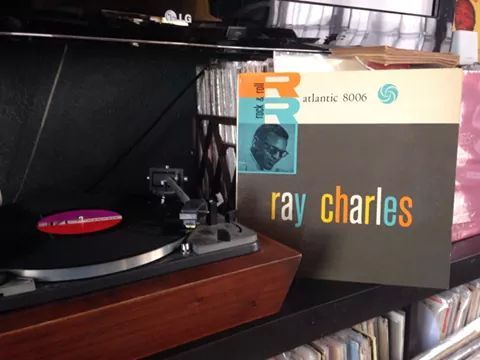 LG
rock & roll
RR
atlantic 8006
ray charles